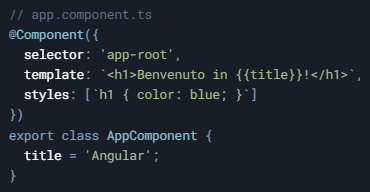 // app.component.ts
@Component({
  selector: 'app-root',
  template: `<h1>Benvenuto in {{title}}!</h1>`,
  styles: [`h1 { color: blue; }`]
})
export class AppComponent {
  title = 'Angular';
}